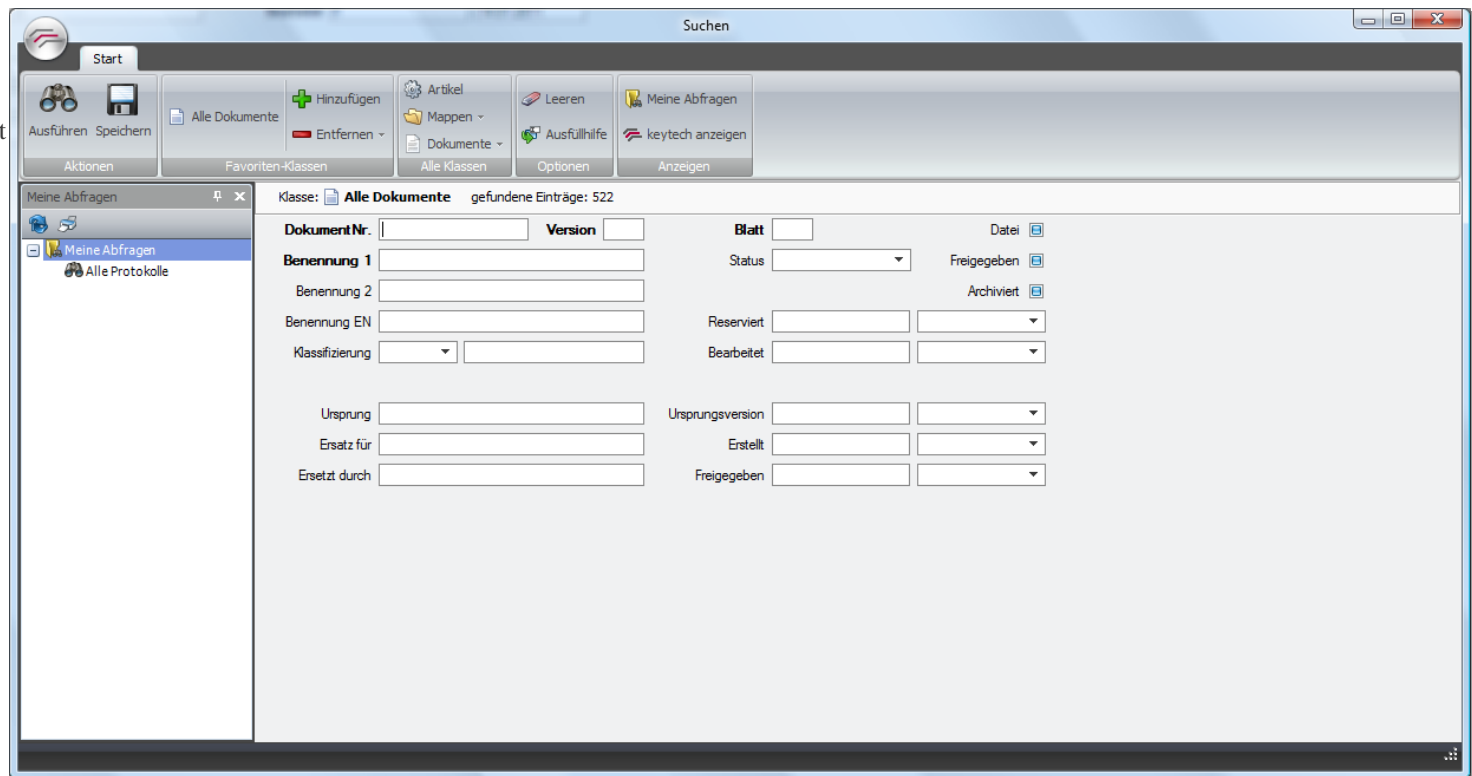 Suchen
Start
t
Ausführen Speichern
Aktionen
Alle Dokumente
Hinzufügen
Entfernen
Favoriten-Klassen
Artikel
Mappen
Dokumente
Alle Klassen
Leeren
Ausfüllhilfe
Optionen
Meine Abfragen
keytech anzeigen
Anzeigen
Meine Abfragen
Meine Abfragen
Alle Protokolle
Klasse: Alle Dokumente gefundene Einträge: 522
DokumentNr. Version Blatt Datei
Benennung 1 Status Freigegeben
Benennung 2 Archiviert
Benennung EN Reserviert
Klassifizierung Bearbeitet
Ursprung Ursprungsversion
Ersatz für Erstellt
Ersetzt durch Freigegeben